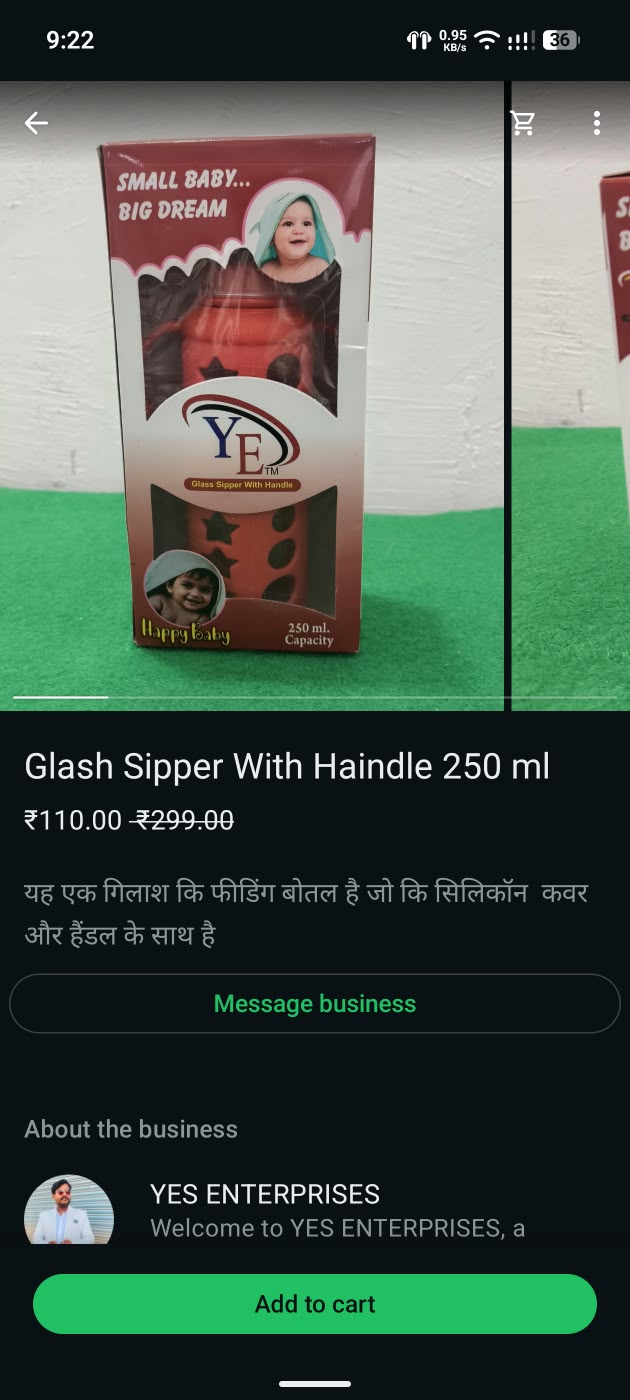 9:22
0.95
KB/s
36
SMALL BABY...
BIG DREAM
YE
TM
Glass Sipper With Handle
Happy Baby
250 ml.
Capacity
Glash Sipper With Haindle 250 ml
₹110.00 ₹299.00
यह एक गिलाश कि फीडिंग बोतल है जो कि सिलिकॉन कवर
और हैंडल के साथ है
Message business
About the business
YES ENTERPRISES
Welcome to YES ENTERPRISES, a
Add to cart